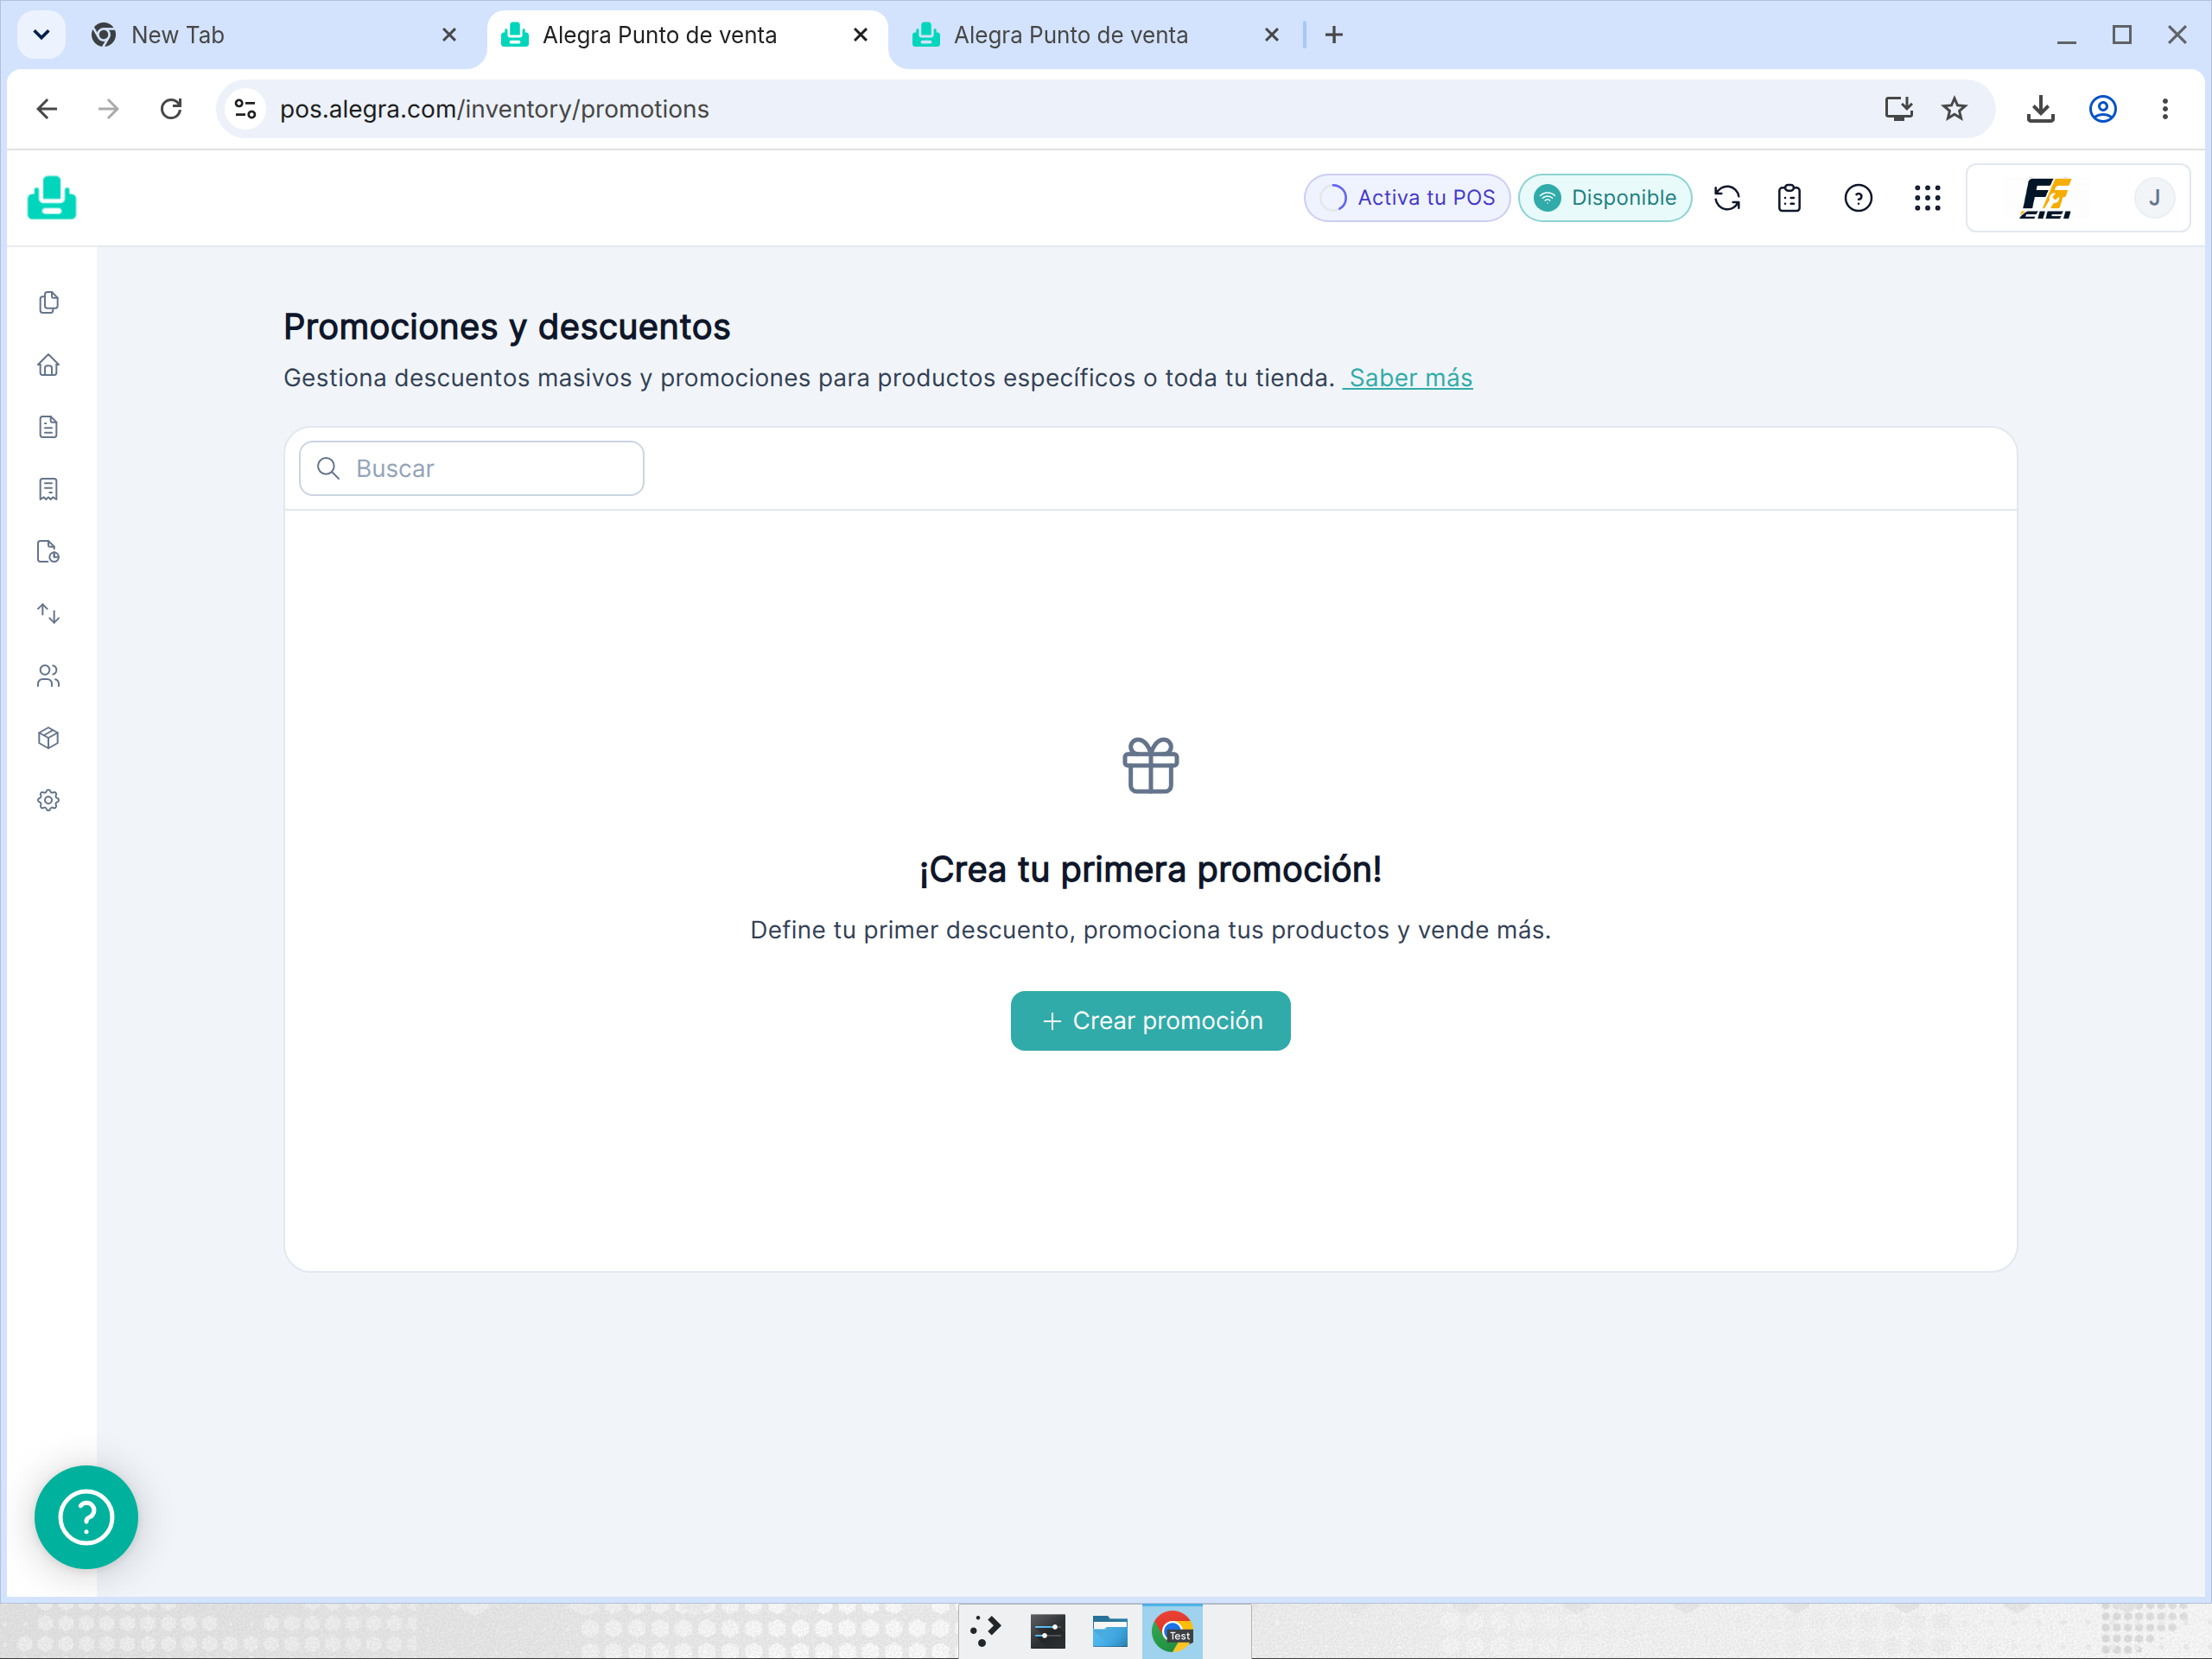 New Tab
Alegra Punto de venta
Alegra Punto de venta
pos.alegra.com/inventory/promotions
Activa tu POS
Disponible
J
Promociones y descuentos
Gestiona descuentos masivos y promociones para productos específicos o toda tu tienda. Saber más
Buscar
¡Crea tu primera promoción!
Define tu primer descuento, promociona tus productos y vende más.
Crear promoción
Test